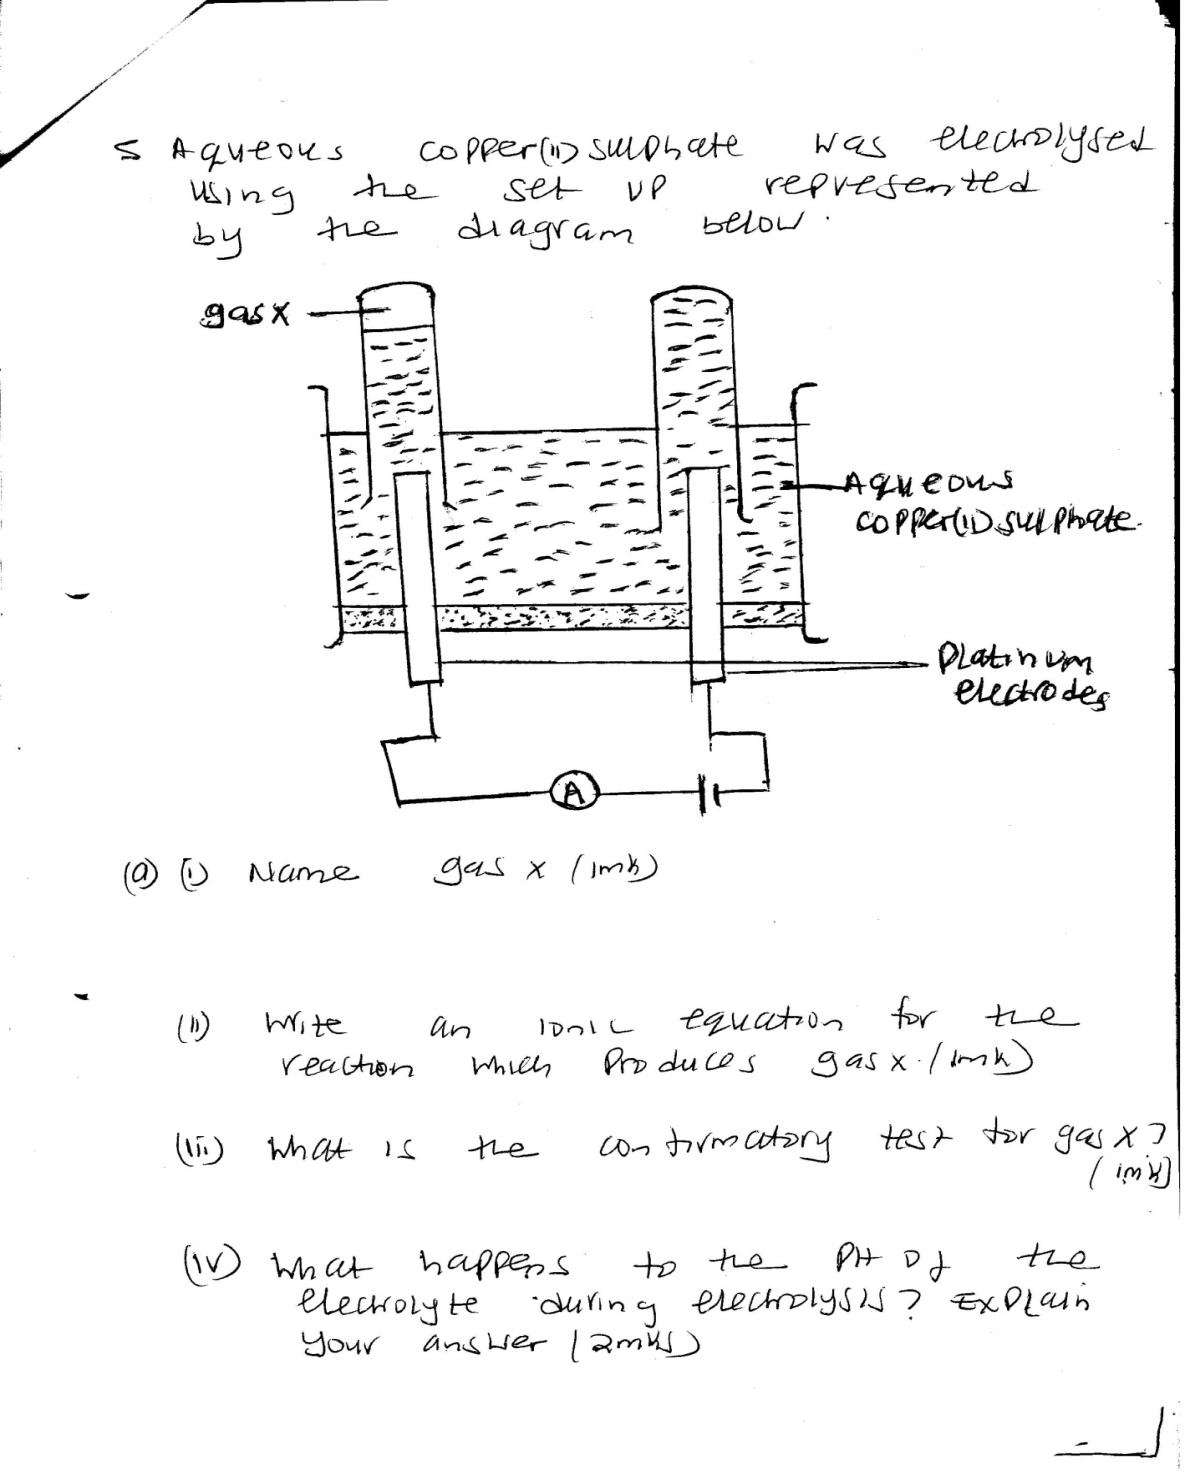 5 Aqueous copper(II) sulphate was electrolysed
using the set up represented
by the diagram below.
gas x
Aqueous
copper(II) sulphate.
Platinum
electrodes
A
(a) (i) Name gas x (1mk)
(ii) Write an ionic equation for the
reaction which produces gas x. (1mk)
(iii) What is the confirmatory test for gas x?
(1mk)
(iv) What happens to the PH of the
electrolyte during electrolysis? Explain
your answer (2mks)